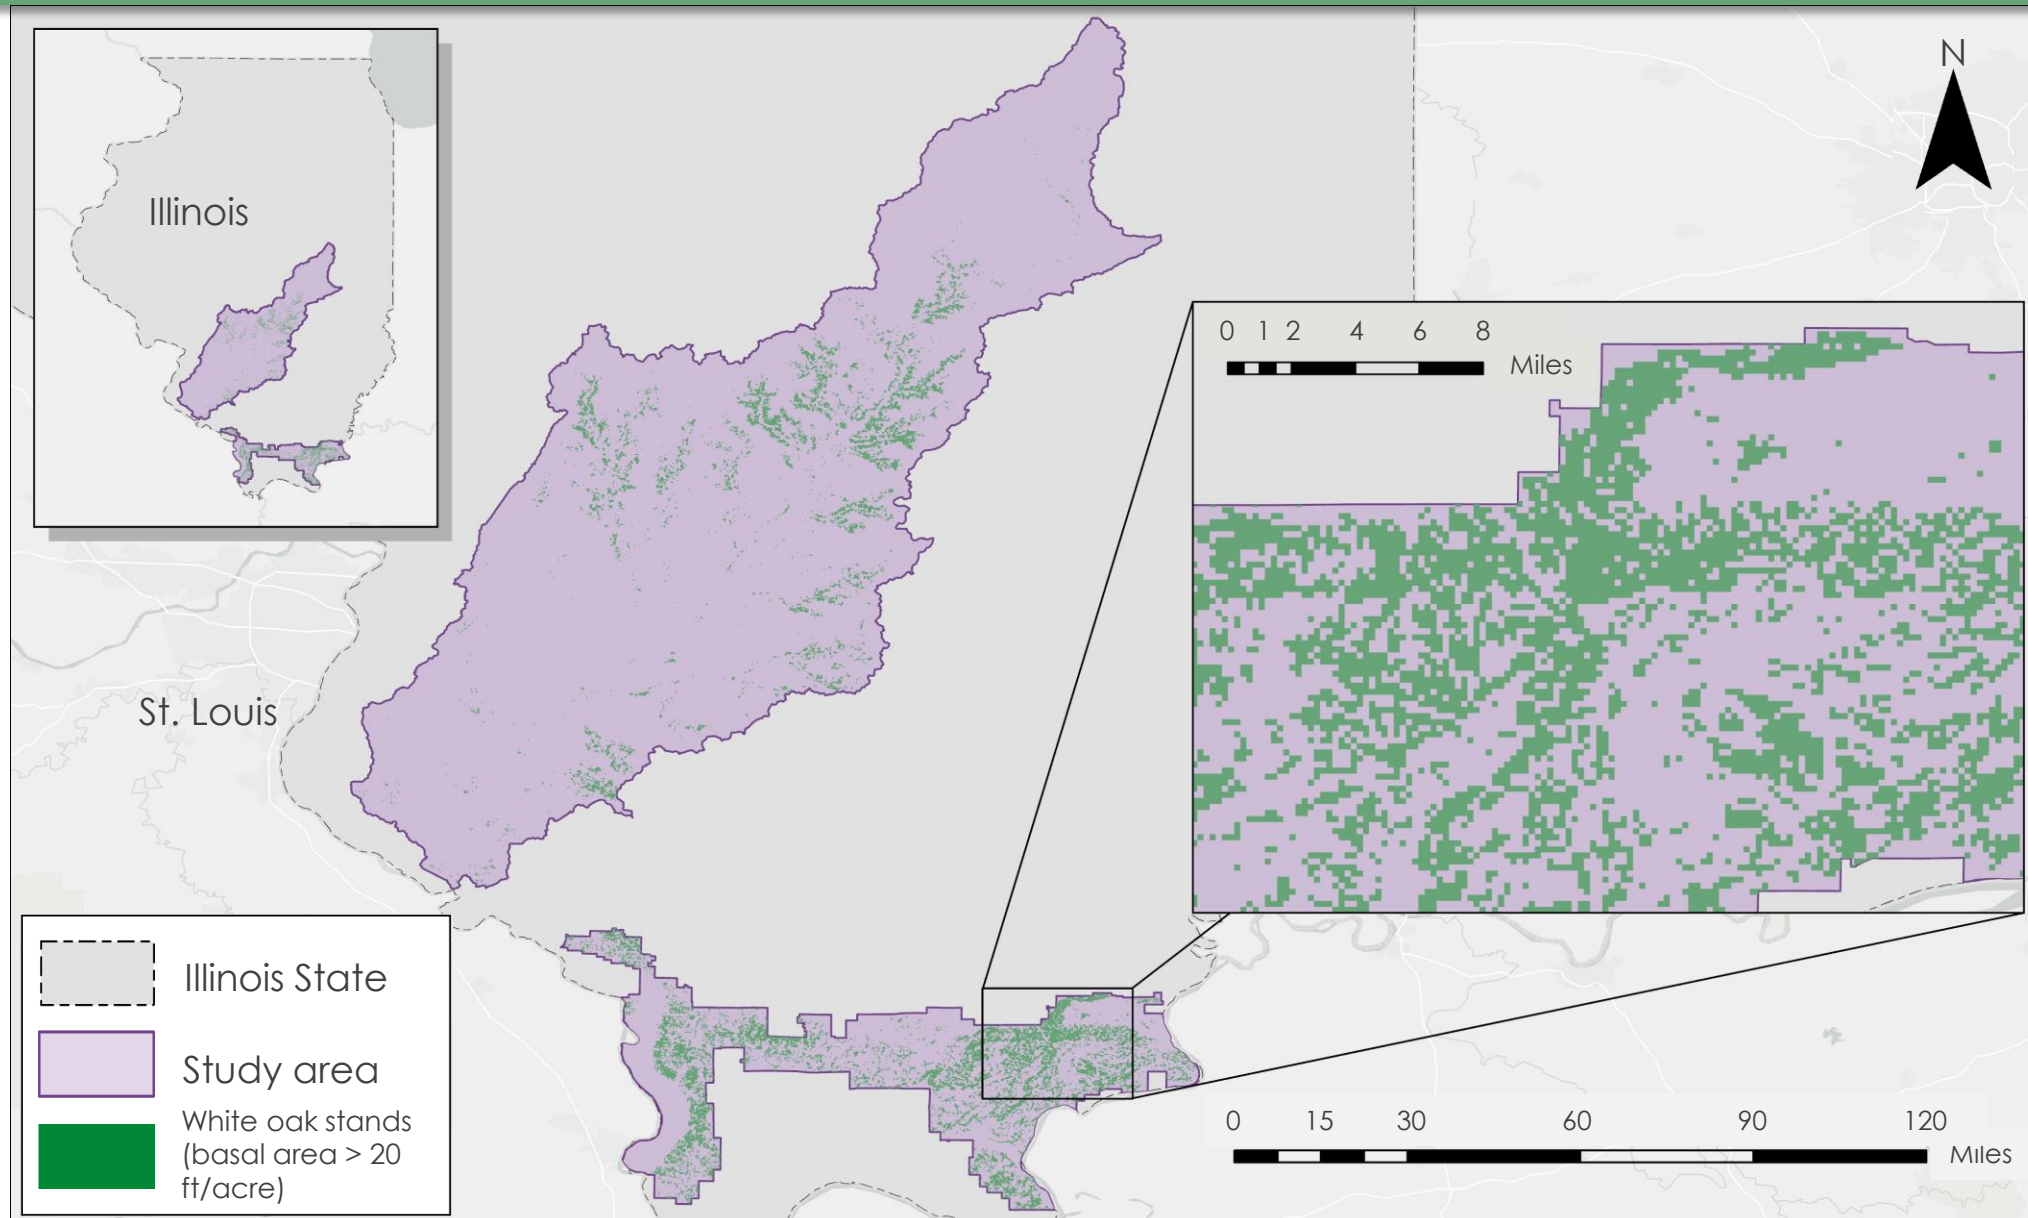 Illinois
N
0 1 2 4 6 8
Miles
St. Louis
Illinois State
Study area
White oak stands
(basal area > 20
ft/acre)
0 15 30 60 90 120
Miles